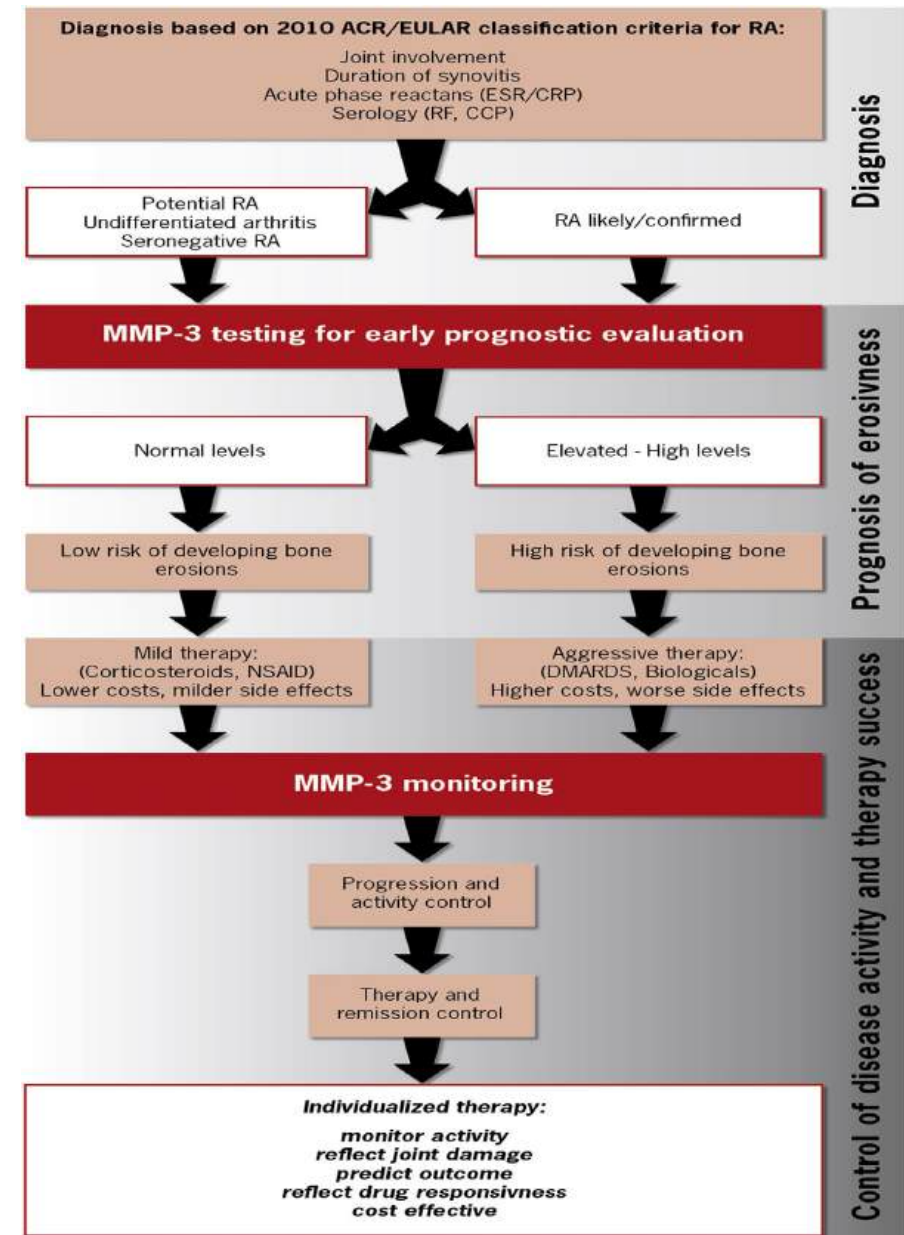 Diagnosis based on 2010 ACR/EULAR classification criteria for RA:
Joint involvement
Duration of synovitis
Acute phase reactans (ESR/CRP)
Serology (RF, CCP)
Diagnosis
Potential RA
Undifferentiated arthritis
Seronegative RA
RA likely/confirmed
MMP-3 testing for early prognostic evaluation
Prognosis of erosivness
Normal levels
Elevated - High levels
Low risk of developing bone
erosions
High risk of developing bone
erosions
Mild therapy:
(Corticosteroids, NSAID)
Lower costs, milder side effects
Aggressive therapy:
(DMARDS, Biologicals)
Higher costs, worse side effects
Control of disease activity and therapy success
MMP-3 monitoring
Progression and
activity control
Therapy and
remission control
Individualized therapy:
monitor activity
reflect joint damage
predict outcome
reflect drug responsivness
cost effective